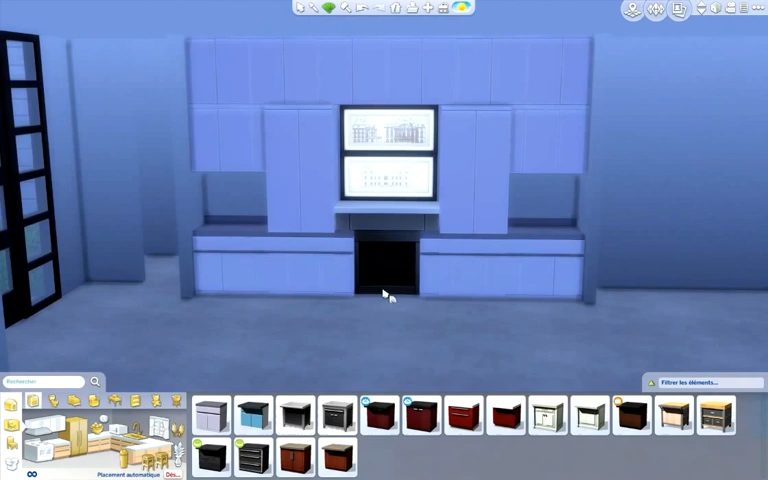 Rechercher
Filtrer les éléments...
Placement automatique
Dés...